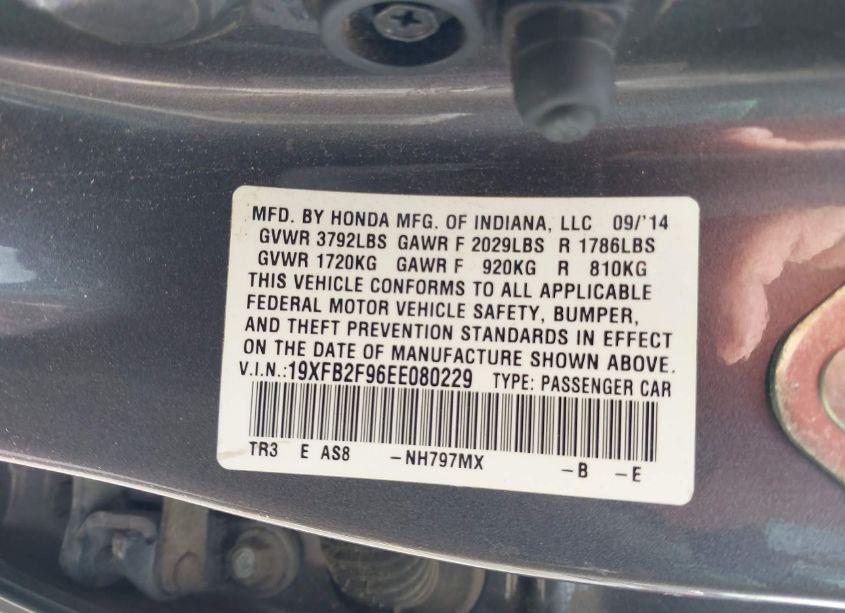 MFD. BY HONDA MFG. OF INDIANA, LLC 09/'14
GVWR 3792LBS GAWR F 2029LBS R 1786LBS
GVWR 1720KG GAWR F 920KG R 810KG
THIS VEHICLE CONFORMS TO ALL APPLICABLE
FEDERAL MOTOR VEHICLE SAFETY, BUMPER,
AND THEFT PREVENTION STANDARDS IN EFFECT
ON THE DATE OF MANUFACTURE SHOWN ABOVE.
V.I.N.:19XFB2F96EE080229 TYPE: PASSENGER CAR
TR3 E AS8 -NH797MX -B -E